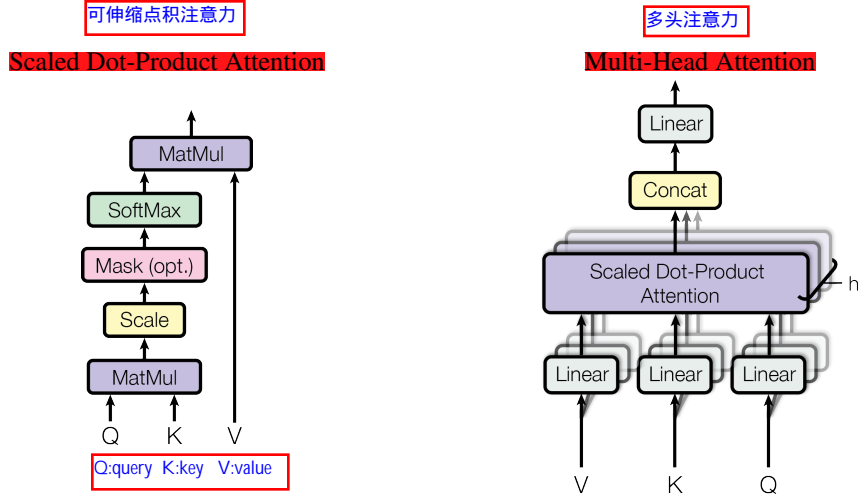 可伸缩点积注意力
Scaled Dot-Product Attention
MatMul
SoftMax
Mask (opt.)
Scale
MatMul
Q K V
Q:query K:key V:value
多头注意力
Multi-Head Attention
Linear
Concat
Scaled Dot-Product
Attention
h
Linear Linear Linear
V K Q